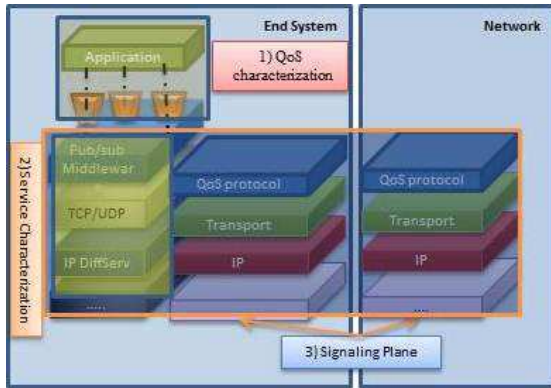 End System
Network
Application
1) QoS
characterization
2)Service Characterization
Pub/sub
Middlewar
TCP/UDP
IP DiffServ
.....
QoS protocol
Transport
IP
QoS protocol
Transport
IP
....
3) Signaling Plane